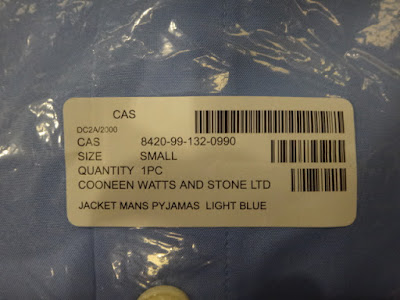 CAS
DC2A/2000
CAS 8420-99-132-0990
SIZE SMALL
QUANTITY 1PC
COONEEN WATTS AND STONE LTD
JACKET MANS PYJAMAS LIGHT BLUE